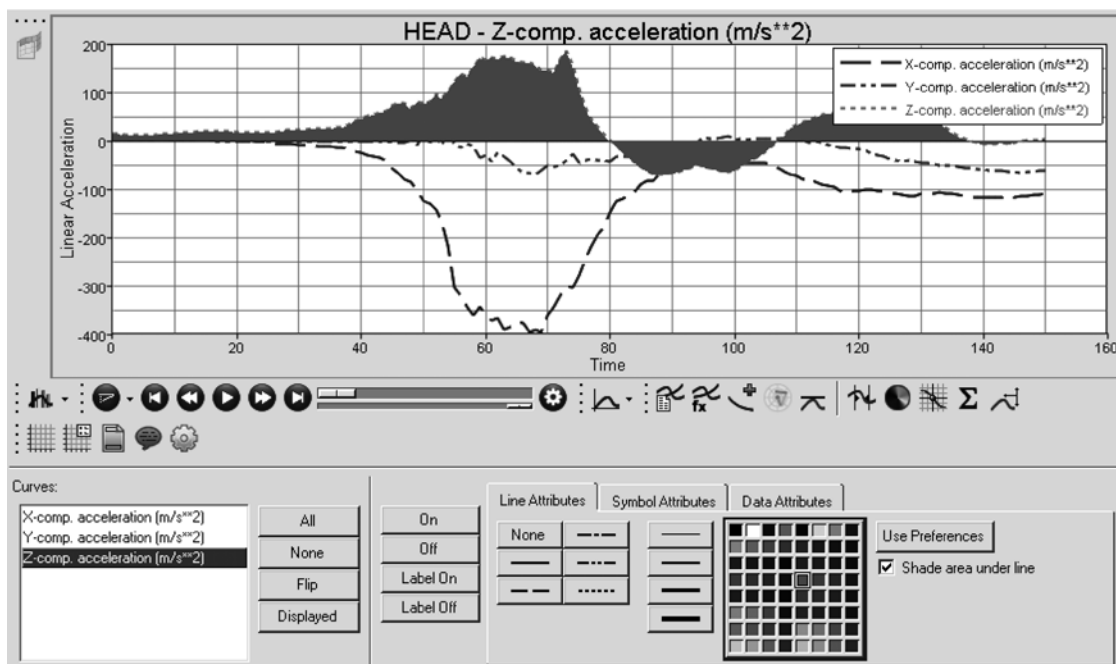 HEAD - Z-comp. acceleration (m/s**2)
200
100
0
-100
-200
-300
-400
Linear Acceleration
X-comp. acceleration (m/s**2)
Y-comp. acceleration (m/s**2)
Z-comp. acceleration (m/s**2)
0 20 40 60 80 100 120 140 160
Time
fx
Σ
Curves:
X-comp. acceleration (m/s**2)
Y-comp. acceleration (m/s**2)
Z-comp. acceleration (m/s**2)
All
None
Flip
Displayed
On
Off
Label On
Label Off
Line Attributes Symbol Attributes Data Attributes
None
Use Preferences
Shade area under line